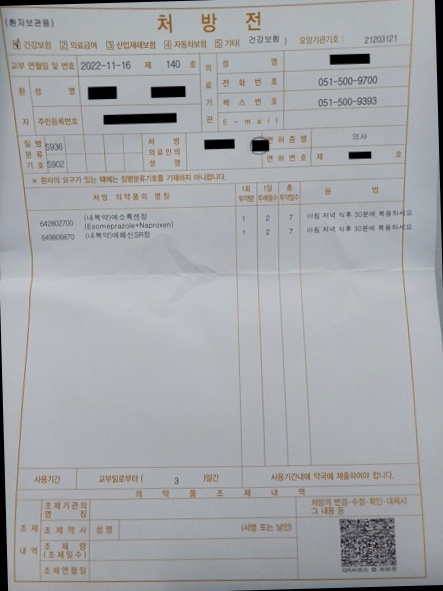 (환자보관용)
처 방 전
1 건강보험 2 의료급여 3 산업재해보험 4 자동차보험 5 기타( 건강보험 ) 요양기관기호 : 21203121
교부 연월일 및 번호 2022-11-16 제 140 호
의료기관
명 칭
전 화 번 호 051-500-9700
팩 스 번 호 051-500-9393
E-mail
환자
성 명
주민등록번호
질병분류기호
S936
S902
처 방 의료인의 성 명
면허종별 의사
면허번호 제 호
※ 환자의 요구가 있는 때에는 질병분류기호를 기재하지 아니합니다.
처 방 의약품의 명칭 1회투약량 1일투여횟수 총투약일수 용 법
642802700 (내복약)에소록센정 1 2 7 아침 저녁 식후 30분에 복용하세요
(Esomeprazole+Naproxen)
649806870 (내복약)에페신SR정 1 2 7 아침 저녁 식후 30분에 복용하세요
사용기간 교부일로부터 ( 3 )일간 사용기간내에 약국에 제출하여야 합니다.
의 약 품 조 제 내 역
조제내역
조제기관의 명 칭
처방의 변경·수정·확인·대체시 그 내용 등
조 제 약 사 성명 (서명 또는 날인)
조 제 량 (조제일수)
조제연월일